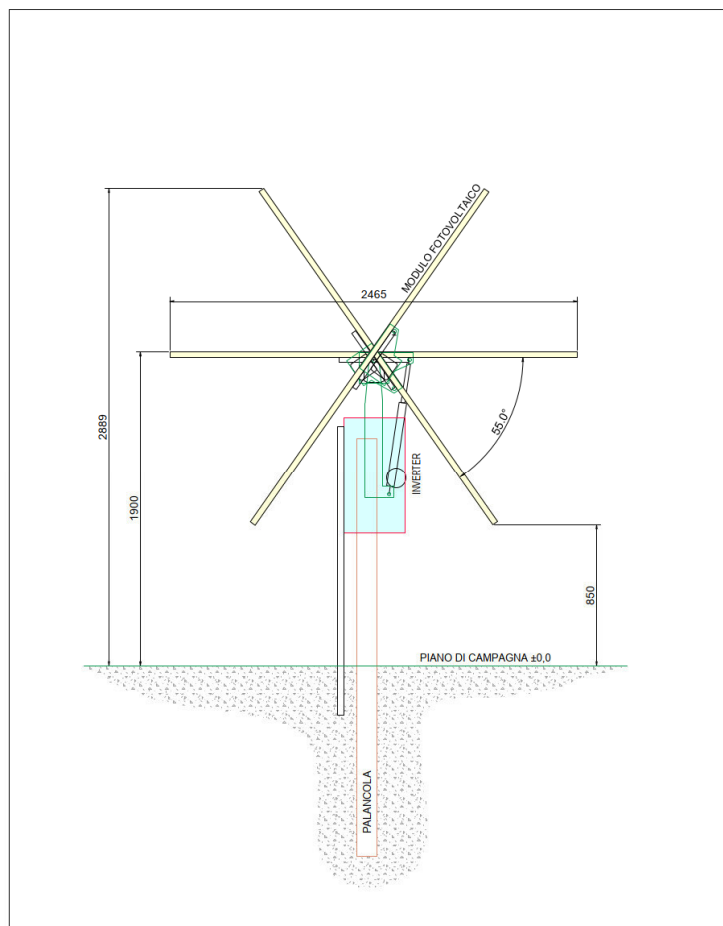 MODULO FOTOVOLTAICO
2465
2889
1900
55.0°
INVERTER
850
PIANO DI CAMPAGNA ±0,0
PALANCOLA